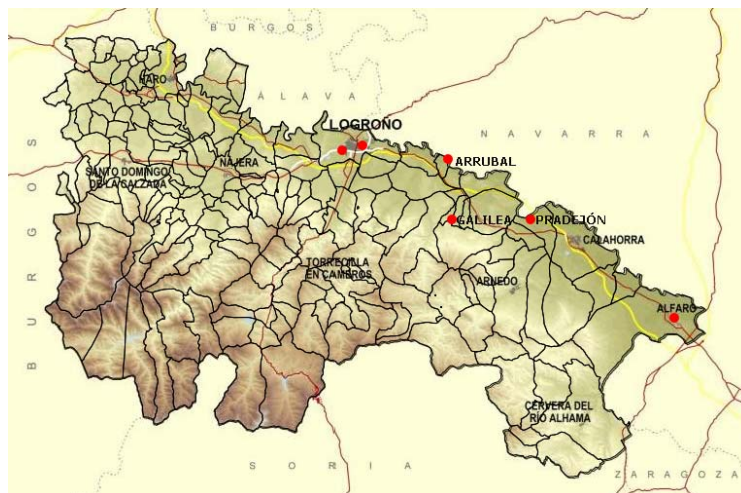 BURGOS
HARO
ÁLAVA
LOGROÑO
NAVARRA
ARRUBAL
NAJERA
SANTO DOMINGO
DE LA CALZADA
BURGOS
GALILEA
PRADEJÓN
CALAHORRA
TORRECILLA
EN CAMEROS
ARNEDO
ALFARO
CERVERA DEL
RÍO ALHAMA
SORIA
ZARAGOZA